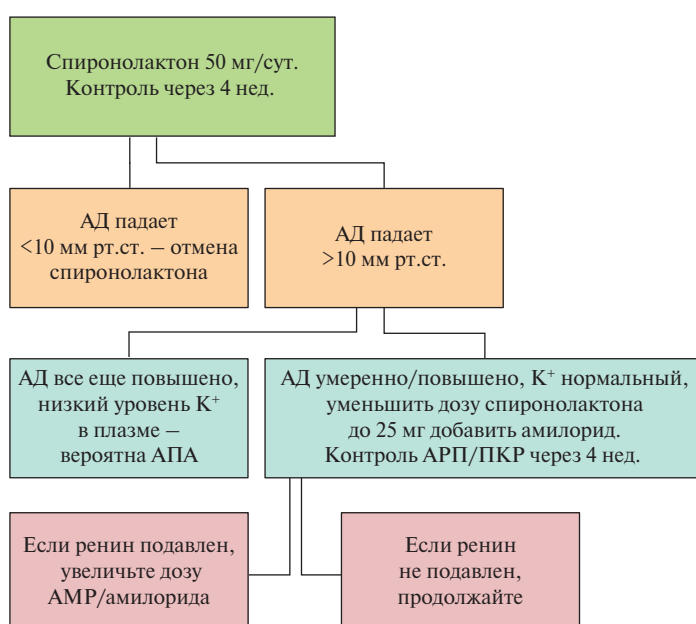 Спиронолактон 50 мг/сут.
Контроль через 4 нед.
АД падает
<10 мм рт.ст. – отмена
спиронолактона
АД падает
>10 мм рт.ст.
АД все еще повышено,
низкий уровень K⁺
в плазме –
вероятна АПА
АД умеренно/повышено, K⁺ нормальный,
уменьшить дозу спиронолактона
до 25 мг добавить амилорид.
Контроль АРП/ПКР через 4 нед.
Если ренин подавлен,
увеличьте дозу
АМР/амилорида
Если ренин
не подавлен,
продолжайте